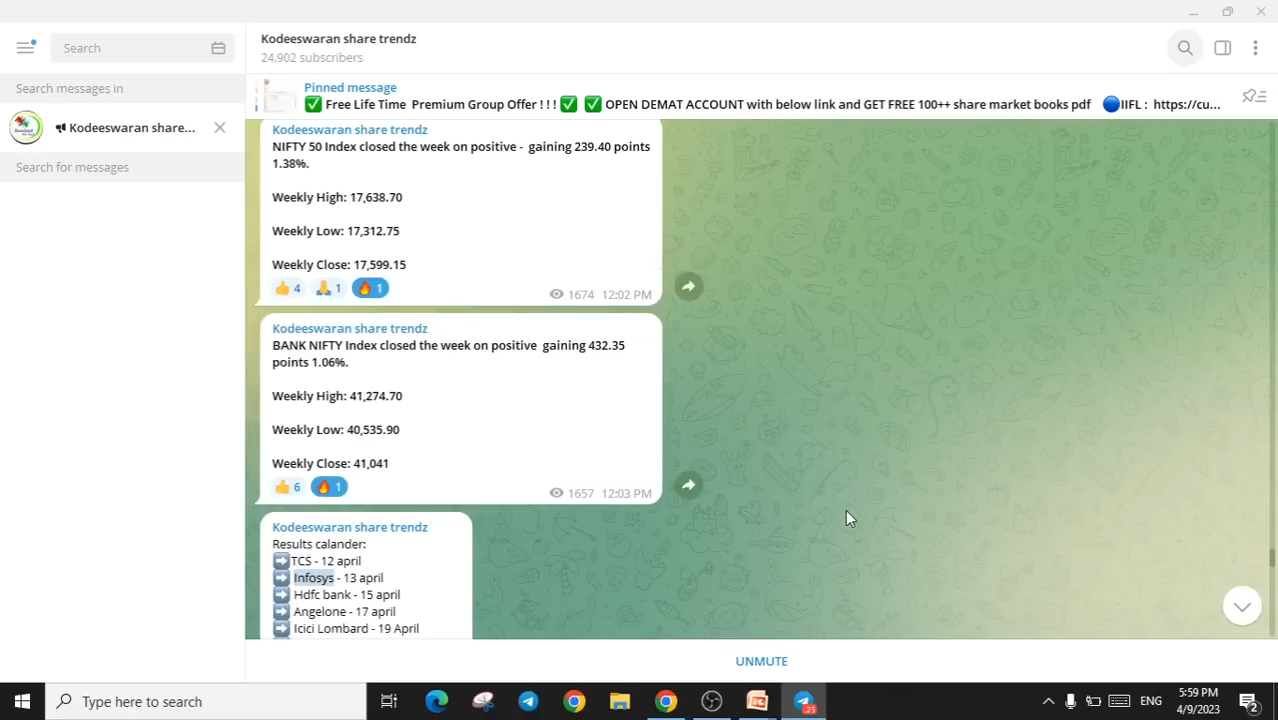 Search
Kodeeswaran share trendz
24,902 subscribers
Search messages in
Pinned message
✅ Free Life Time Premium Group Offer ! ! ! ✅ ✅ OPEN DEMAT ACCOUNT with below link and GET FREE 100++ share market books pdf 🔵IIFL : https://cu...
Kodeeswaran share...
Search for messages
Kodeeswaran share trendz
NIFTY 50 Index closed the week on positive - gaining 239.40 points
1.38%.
Weekly High: 17,638.70
Weekly Low: 17,312.75
Weekly Close: 17,599.15
👍 4 🙏 1 🔥 1
1674 12:02 PM
Kodeeswaran share trendz
BANK NIFTY Index closed the week on positive gaining 432.35
points 1.06%.
Weekly High: 41,274.70
Weekly Low: 40,535.90
Weekly Close: 41,041
👍 6 🔥 1
1657 12:03 PM
Kodeeswaran share trendz
Results calander:
➡TCS - 12 april
➡ Infosys - 13 april
➡ Hdfc bank - 15 april
➡ Angelone - 17 april
➡ Icici Lombard - 19 April
UNMUTE
Type here to search
ENG
5:59 PM
4/9/2023
2